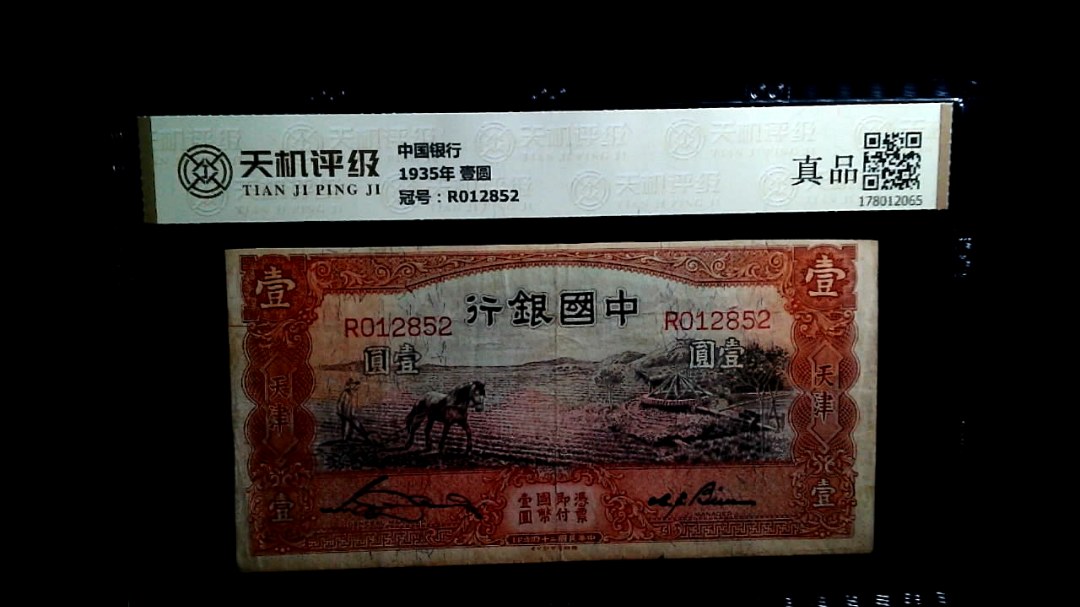 天机评级
TIAN JI PING JI
中国银行
1935年 壹圆
冠号：R012852
真品
178012065
壹
壹
行銀國中
R012852
R012852
圓壹
圓壹
天津
天津
憑票
即付
國幣
壹圓
壹
壹